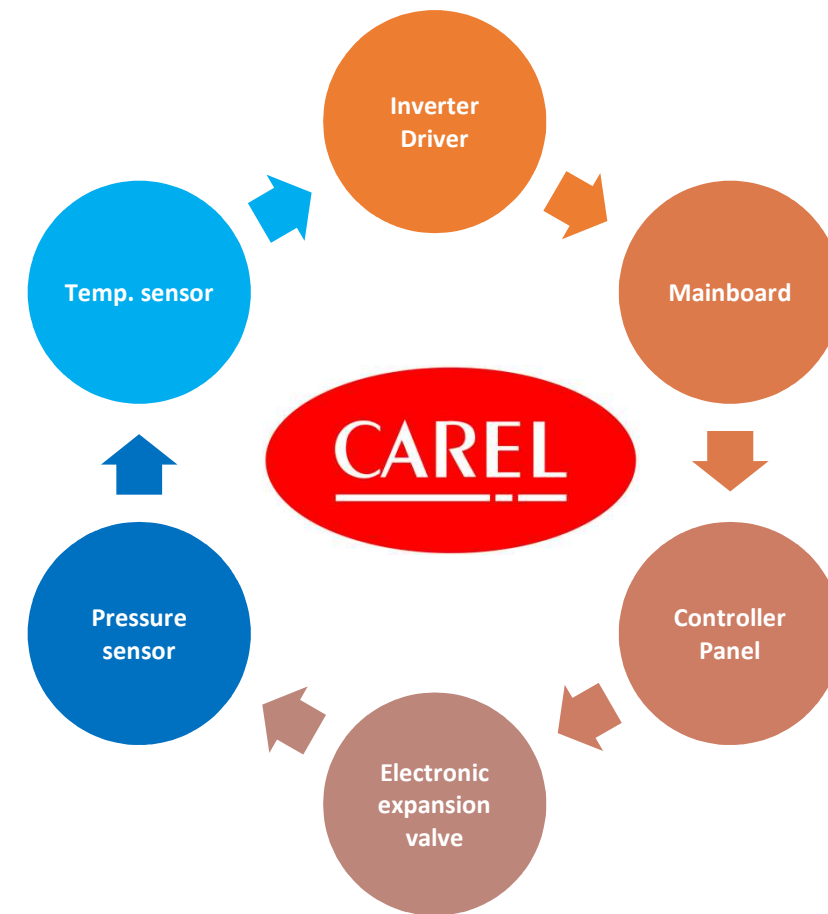 Inverter
Driver
Mainboard
Controller
Panel
Electronic
expansion
valve
Pressure
sensor
Temp. sensor
CAREL